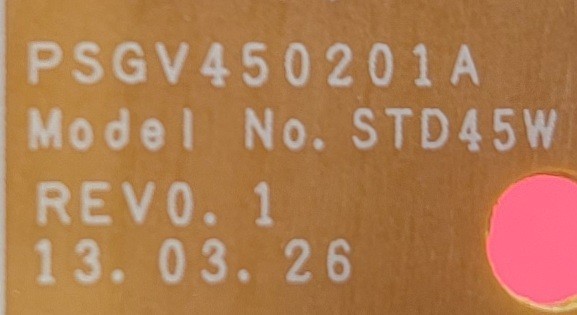 PSGV450201A
Model No. STD45W
REV0. 1
13. 03. 26